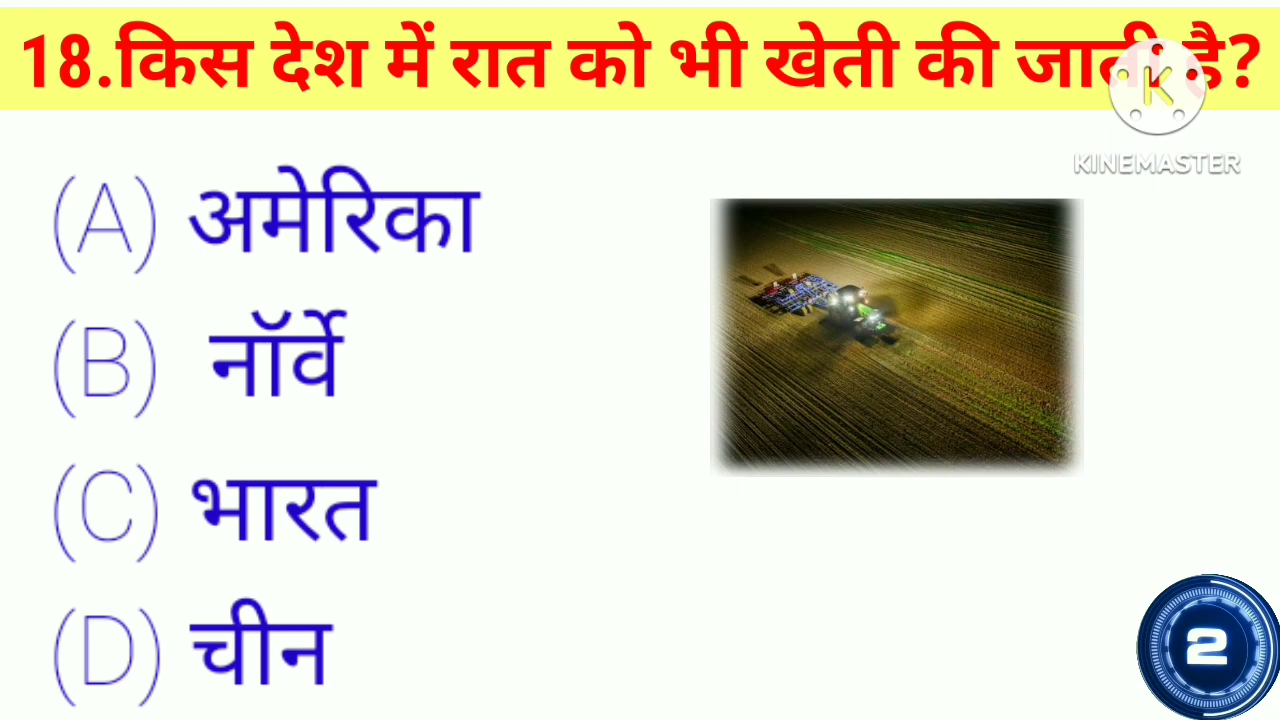 18.किस देश में रात को भी खेती की जाती है?
KINEMASTER
(A) अमेरिका
(B) नॉर्वे
(C) भारत
(D) चीन
2